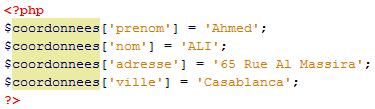 <?php
$coordonnees['prenom'] = 'Ahmed';
$coordonnees['nom'] = 'ALI';
$coordonnees['adresse'] = '65 Rue Al Massira';
$coordonnees['ville'] = 'Casablanca';
?>